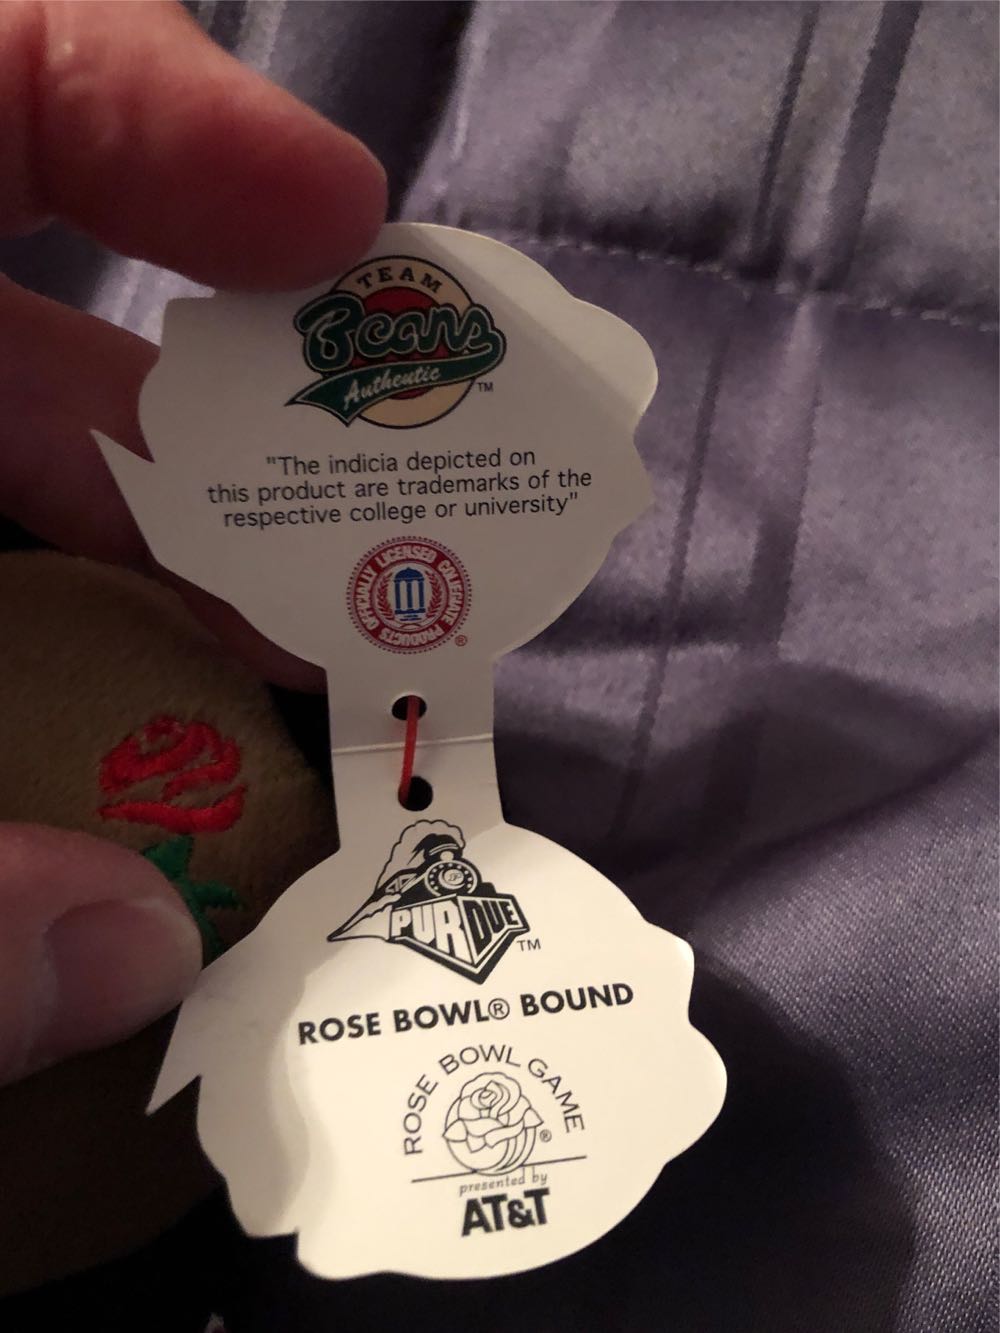 TEAM
Beans
Authentic
TM
"The indicia depicted on
this product are trademarks of the
respective college or university"
OFFICIALLY LICENSED COLLEGIATE PRODUCTS
®
PURDUE
TM
ROSE BOWL® BOUND
ROSE BOWL GAME
®
presented by
AT&T